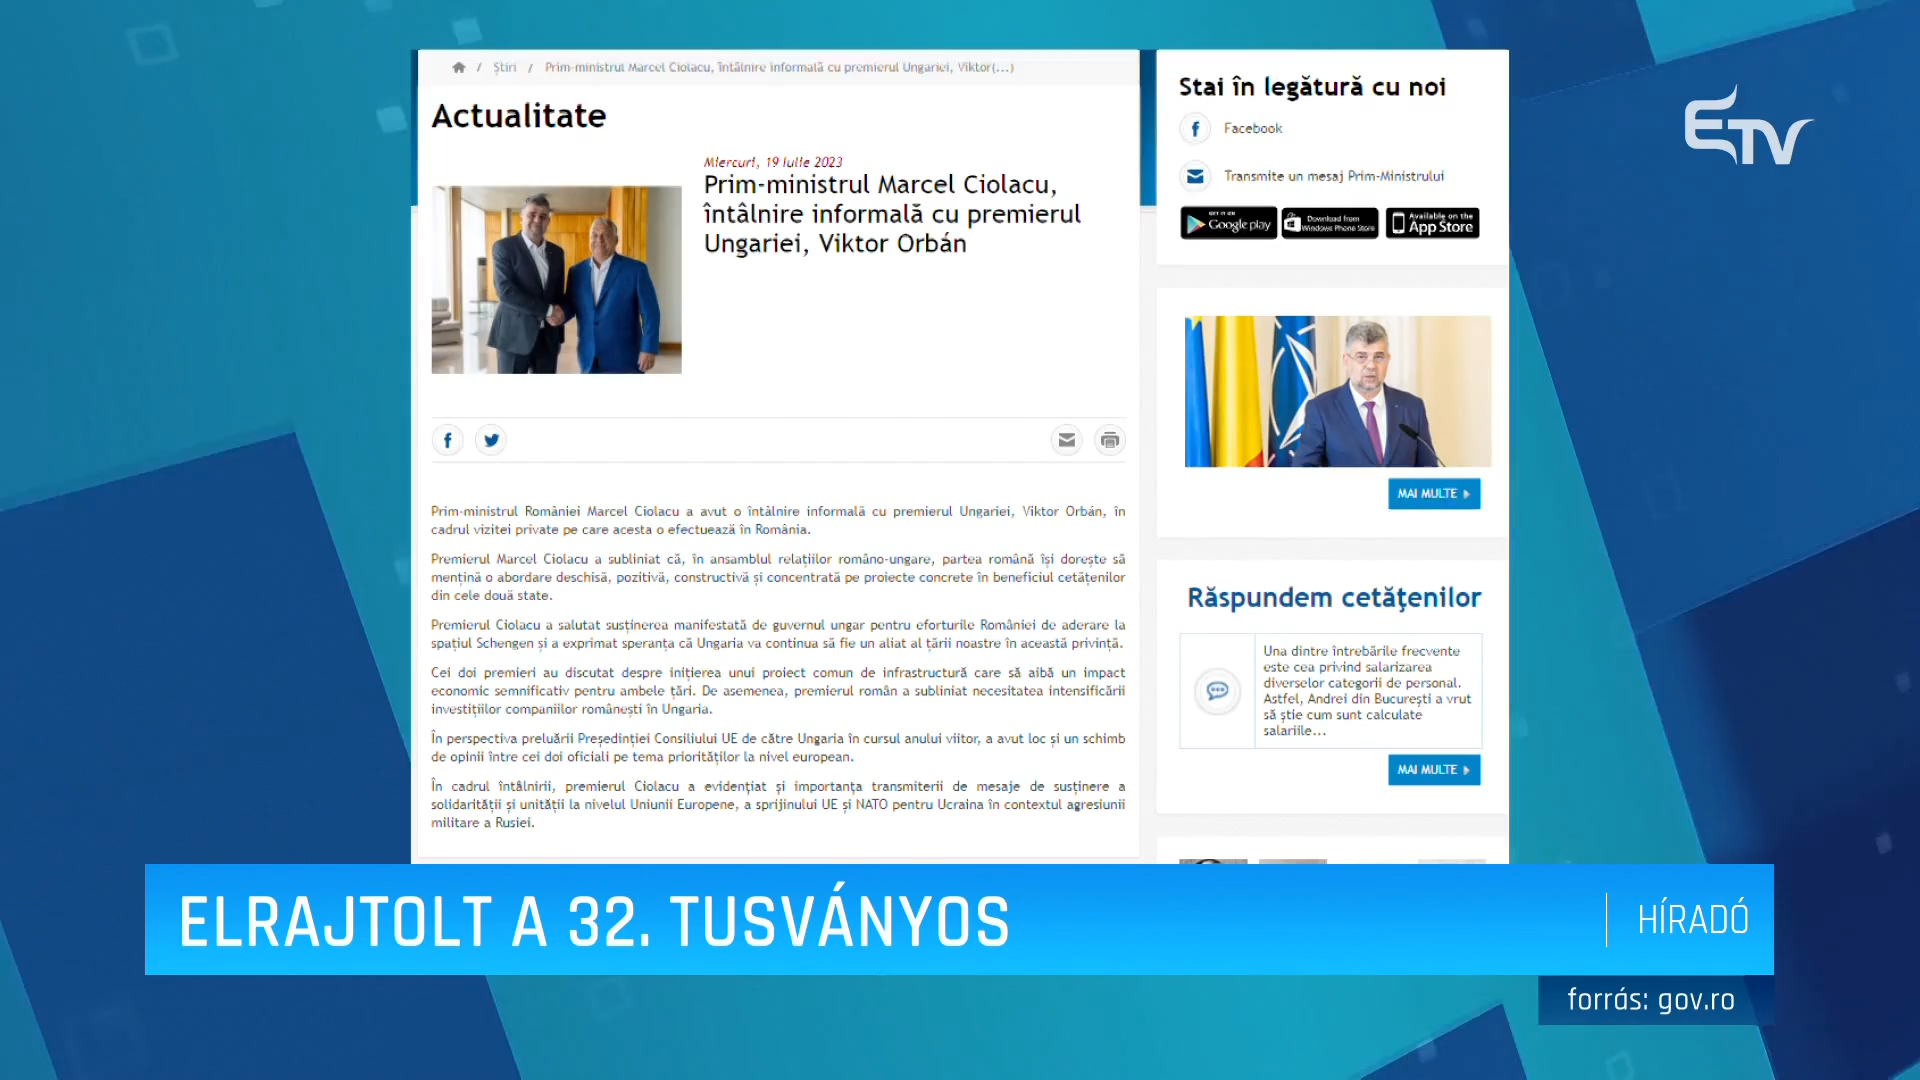 Știri / Prim-ministrul Marcel Ciolacu, întâlnire informală cu premierul Ungariei, Viktor(...)
Actualitate
Miercuri, 19 Iulie 2023
Prim-ministrul Marcel Ciolacu,
întâlnire informală cu premierul
Ungariei, Viktor Orbán
Prim-ministrul României Marcel Ciolacu a avut o întâlnire informală cu premierul Ungariei, Viktor Orbán, în
cadrul vizitei private pe care acesta o efectuează în România.
Premierul Marcel Ciolacu a subliniat că, în ansamblul relațiilor româno-ungare, partea română își dorește să
mențină o abordare deschisă, pozitivă, constructivă și concentrată pe proiecte concrete în beneficiul cetățenilor
din cele două state.
Premierul Ciolacu a salutat susținerea manifestată de guvernul ungar pentru eforturile României de aderare la
spațiul Schengen și a exprimat speranța că Ungaria va continua să fie un aliat al țării noastre în această privință.
Cei doi premieri au discutat despre inițierea unui proiect comun de infrastructură care să aibă un impact
economic semnificativ pentru ambele țări. De asemenea, premierul român a subliniat necesitatea intensificării
investițiilor companiilor românești în Ungaria.
În perspectiva preluării Președinției Consiliului UE de către Ungaria în cursul anului viitor, a avut loc și un schimb
de opinii între cei doi oficiali pe tema priorităților la nivel european.
În cadrul întâlnirii, premierul Ciolacu a evidențiat și importanța transmiterii de mesaje de susținere a
solidarității și unității la nivelul Uniunii Europene, a sprijinului UE și NATO pentru Ucraina în contextul agresiunii
militare a Rusiei.
Stai în legătură cu noi
Facebook
Transmite un mesaj Prim-Ministrului
GET IT ON
Google play
Download from
Windows Phone Store
Available on the
App Store
MAI MULTE
Răspundem cetăţenilor
Una dintre întrebările frecvente
este cea privind salarizarea
diverselor categorii de personal.
Astfel, Andrei din București a vrut
să știe cum sunt calculate
salariile...
MAI MULTE
ETV
ELRAJTOLT A 32. TUSVÁNYOS
HÍRADÓ
forrás: gov.ro